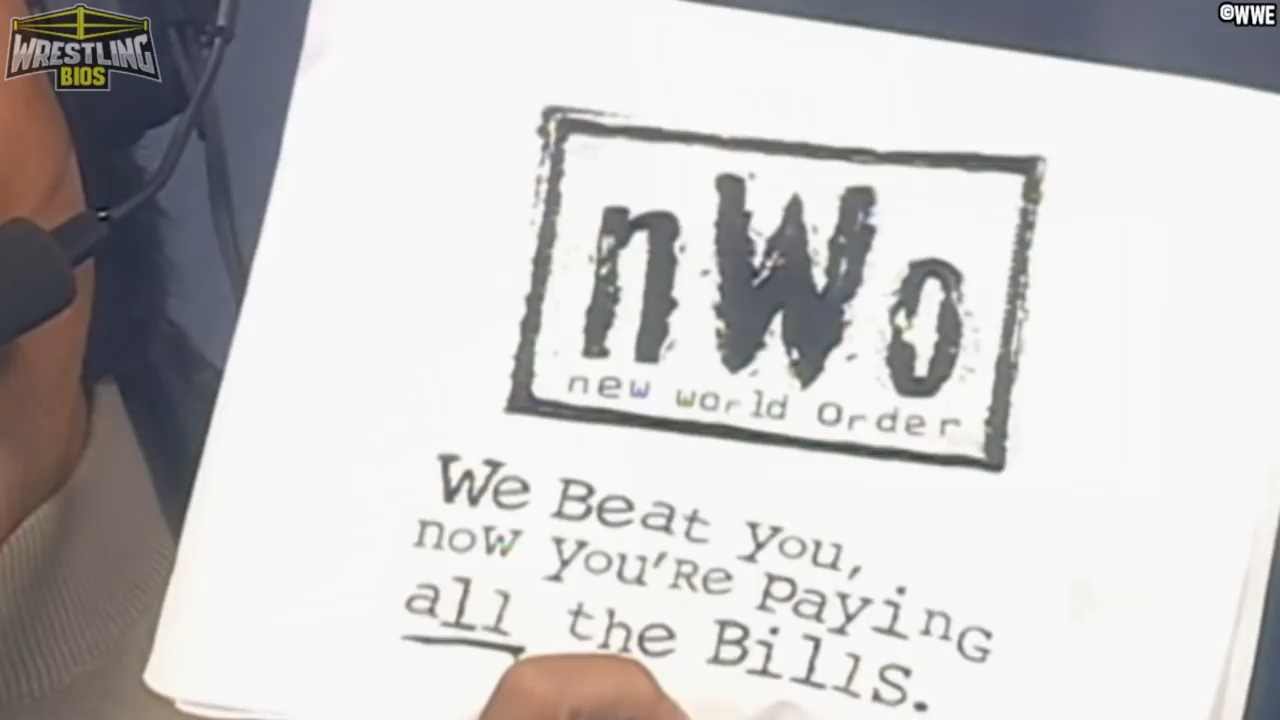 WRESTLING
BIOS
©WWE
nWo
new world Order
We Beat you,
now you'Re paying
all the Bills.